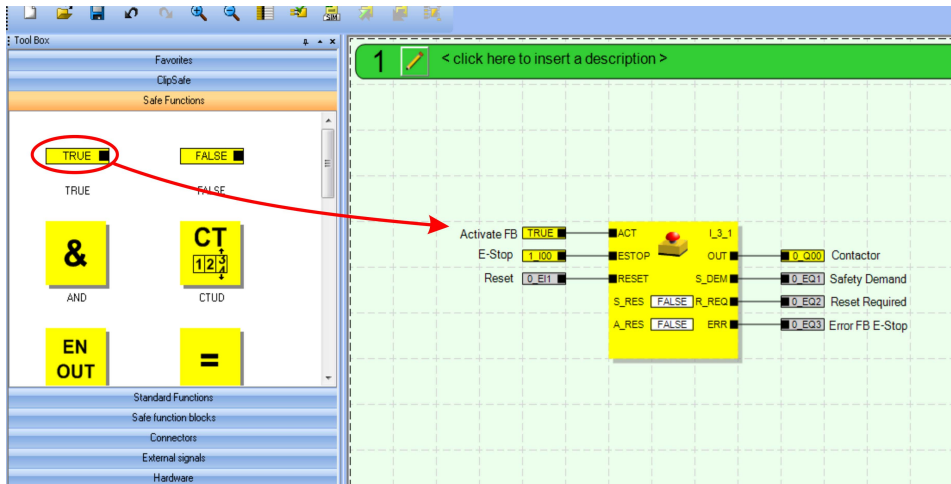 SIM
Tool Box
Favorites
ClipSafe
Safe Functions
TRUE
FALSE
TRUE
FALSE
&
CT
123
AND
CTUD
EN
OUT
=
Standard Functions
Safe function blocks
Connectors
External signals
Hardware
1 < click here to insert a description >
Activate FB TRUE ACT I_3_1
E-Stop 1_I00 ESTOP OUT 0_Q00 Contactor
Reset 0_EI1 RESET S_DEM 0_EQ1 Safety Demand
S_RES FALSE R_REQ 0_EQ2 Reset Required
A_RES FALSE ERR 0_EQ3 Error FB E-Stop